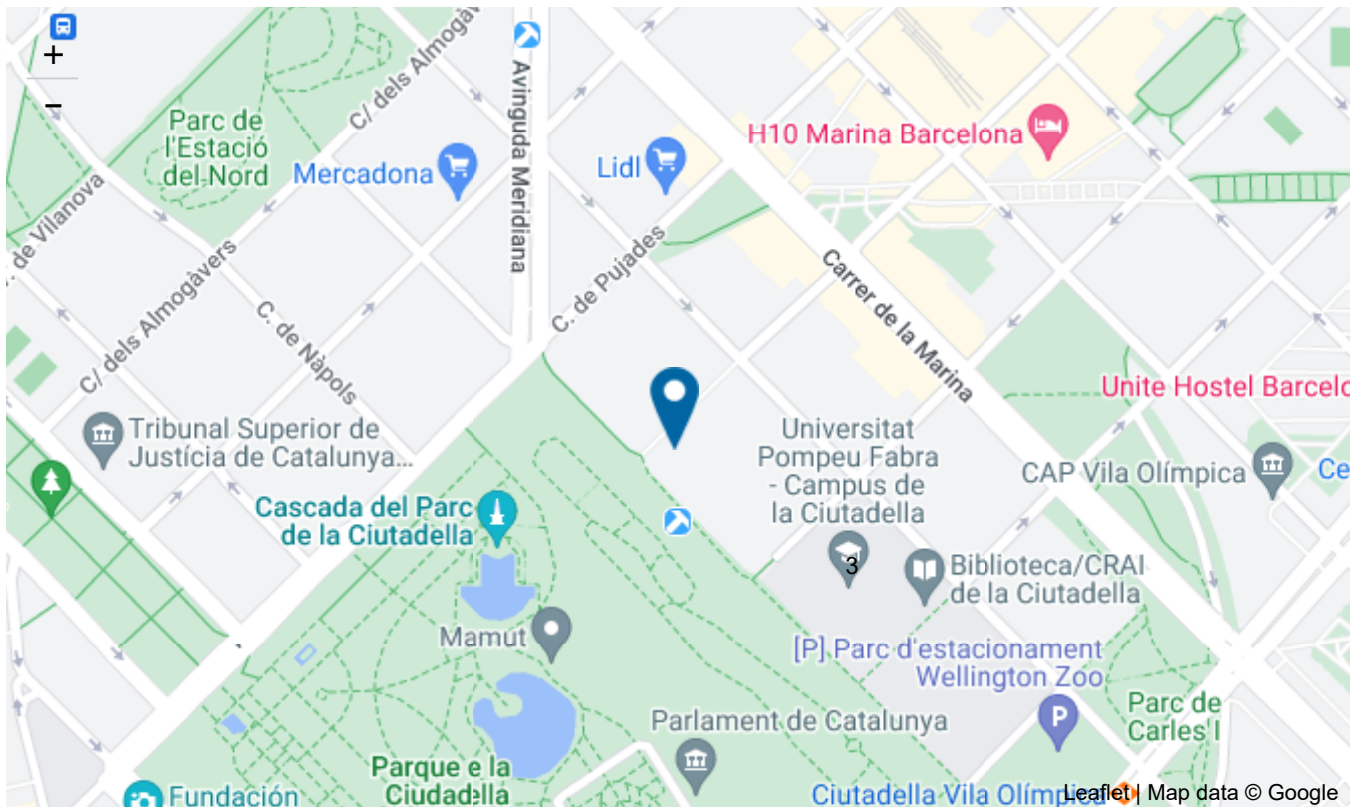 +
−
Parc de
l'Estació
del Nord
C/ dels Almogàv
Avinguda Meridiana
Mercadona
Lidl
H10 Marina Barcelona
. de Vilanova
C/ dels Almogàvers
C. de Nàpols
C. de Pujades
Carrer de la Marina
Unite Hostel Barcelo
Tribunal Superior de
Justícia de Catalunya...
Universitat
Pompeu Fabra
- Campus de
la Ciutadella
3
CAP Vila Olímpica
Ce
Cascada del Parc
de la Ciutadella
Biblioteca/CRAI
de la Ciutadella
Mamut
[P] Parc d'estacionament
Wellington Zoo
P
Parc de
Carles I
Parlament de Catalunya
Parque e la
Ciudadella
Fundación
Ciutadella Vila Olímpica
Leaflet | Map data © Google